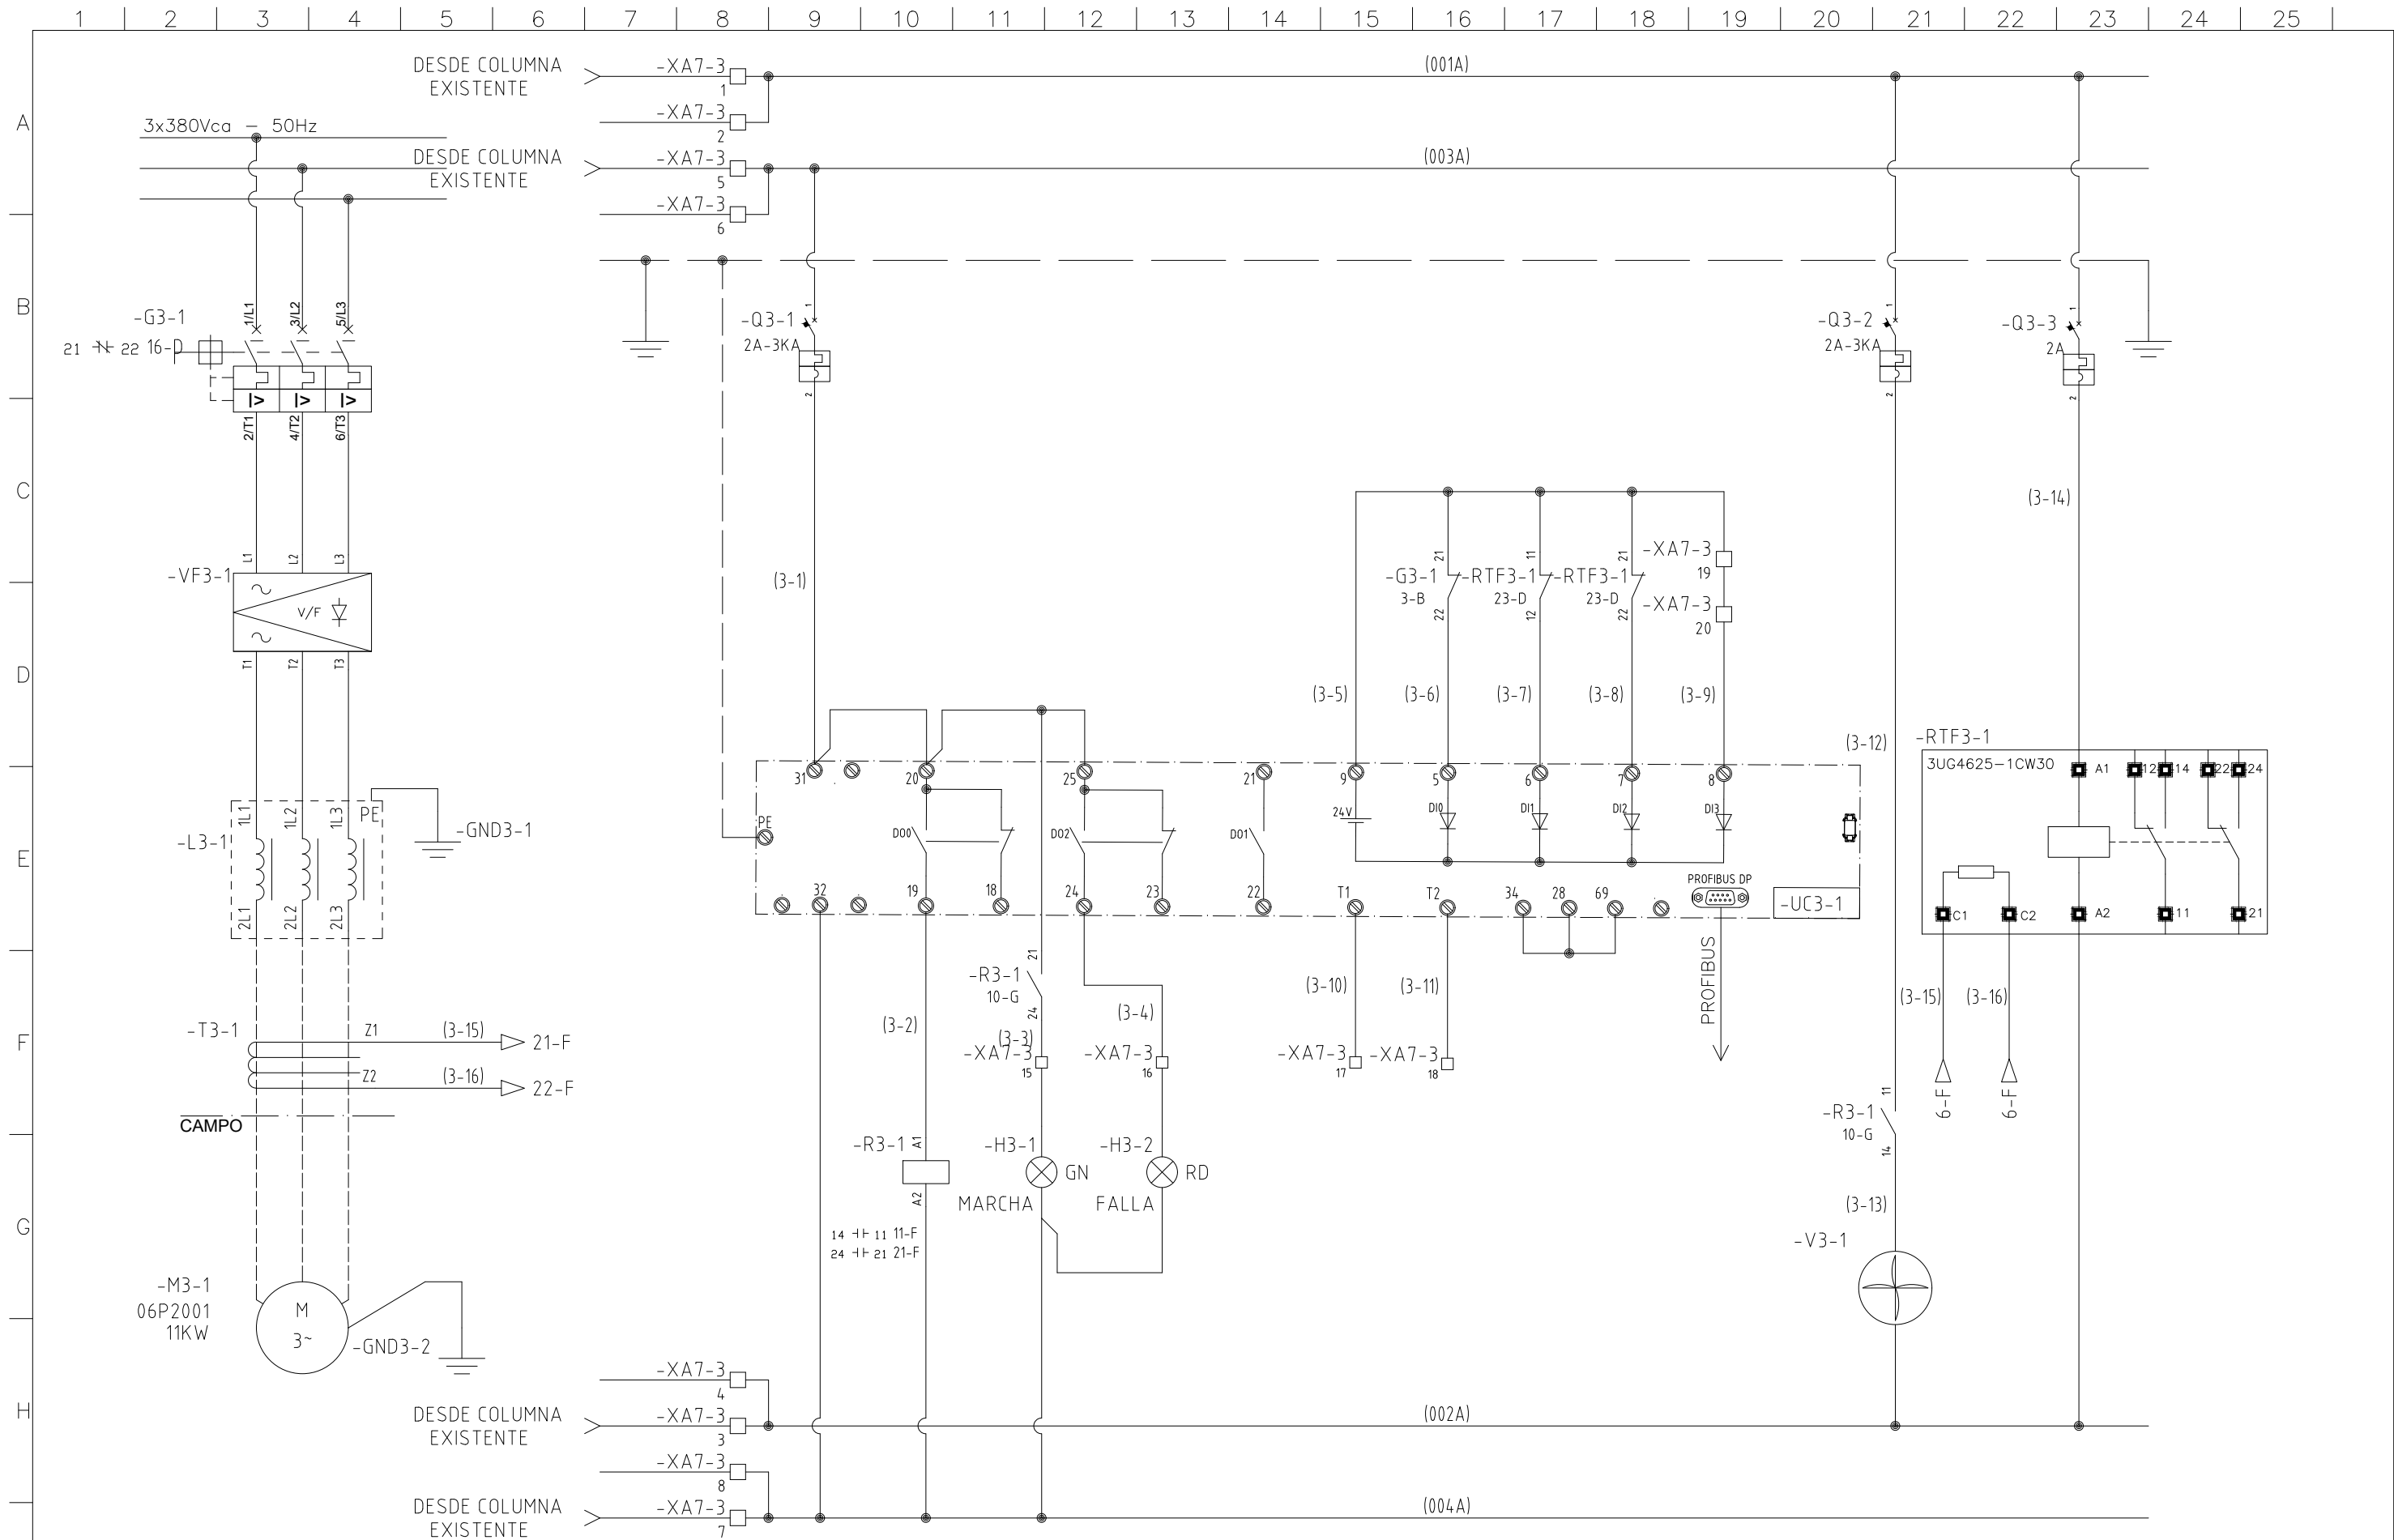 1 2 3 4 5 6 7 8 9 10 11 12 13 14 15 16 17 18 19 20 21 22 23 24 25
DESDE COLUMNA
EXISTENTE
-XA7-3
1
(001A)
A
-XA7-3
2
3x380Vca – 50Hz
DESDE COLUMNA
EXISTENTE
-XA7-3
5
(003A)
-XA7-3
6
B
-G3-1
21 22 16-D
1/L1 3/L2 5/L3
I> I> I>
2/T1 4/T2 6/T3
-Q3-1
2A-3KA
1
2
-Q3-2
2A-3KA
1
2
-Q3-3
2A
1
2
C
(3-14)
-VF3-1
L1 L2 L3
V/F
T1 T2 T3
(3-1)
-G3-1
3-B
21
22
-RTF3-1
23-D
11
12
-RTF3-1
23-D
21
22
-XA7-3
19
-XA7-3
20
D
(3-5) (3-6) (3-7) (3-8) (3-9)
(3-12)
-RTF3-1
3UG4625-1CW30
A1 12 14 22 24
31 20 25 21 9 5 6 7 8
PE
DO0 DO2 DO1 24V DI0 DI1 DI2 DI3
E
-L3-1
1L1 1L2 1L3 PE
2L1 2L2 2L3
-GND3-1
32 19 18 24 23 22 T1 T2 34 28 69
PROFIBUS DP
-UC3-1
C1 C2 A2 11 21
PROFIBUS
-R3-1
10-G
21
24
(3-2)
(3-3)
(3-4)
(3-10) (3-11)
(3-15) (3-16)
F
-T3-1
Z1 (3-15) 21-F
Z2 (3-16) 22-F
-XA7-3
15
-XA7-3
16
-XA7-3
17
-XA7-3
18
6-F 6-F
CAMPO
-R3-1
10-G
11
14
-R3-1
A1
A2
-H3-1
GN
MARCHA
-H3-2
RD
FALLA
(3-13)
G
14 11 11-F
24 21 21-F
-V3-1
-M3-1
06P2001
11KW
M
3~
-GND3-2
-XA7-3
4
H
DESDE COLUMNA
EXISTENTE
-XA7-3
3
(002A)
-XA7-3
8
DESDE COLUMNA
EXISTENTE
-XA7-3
7
(004A)